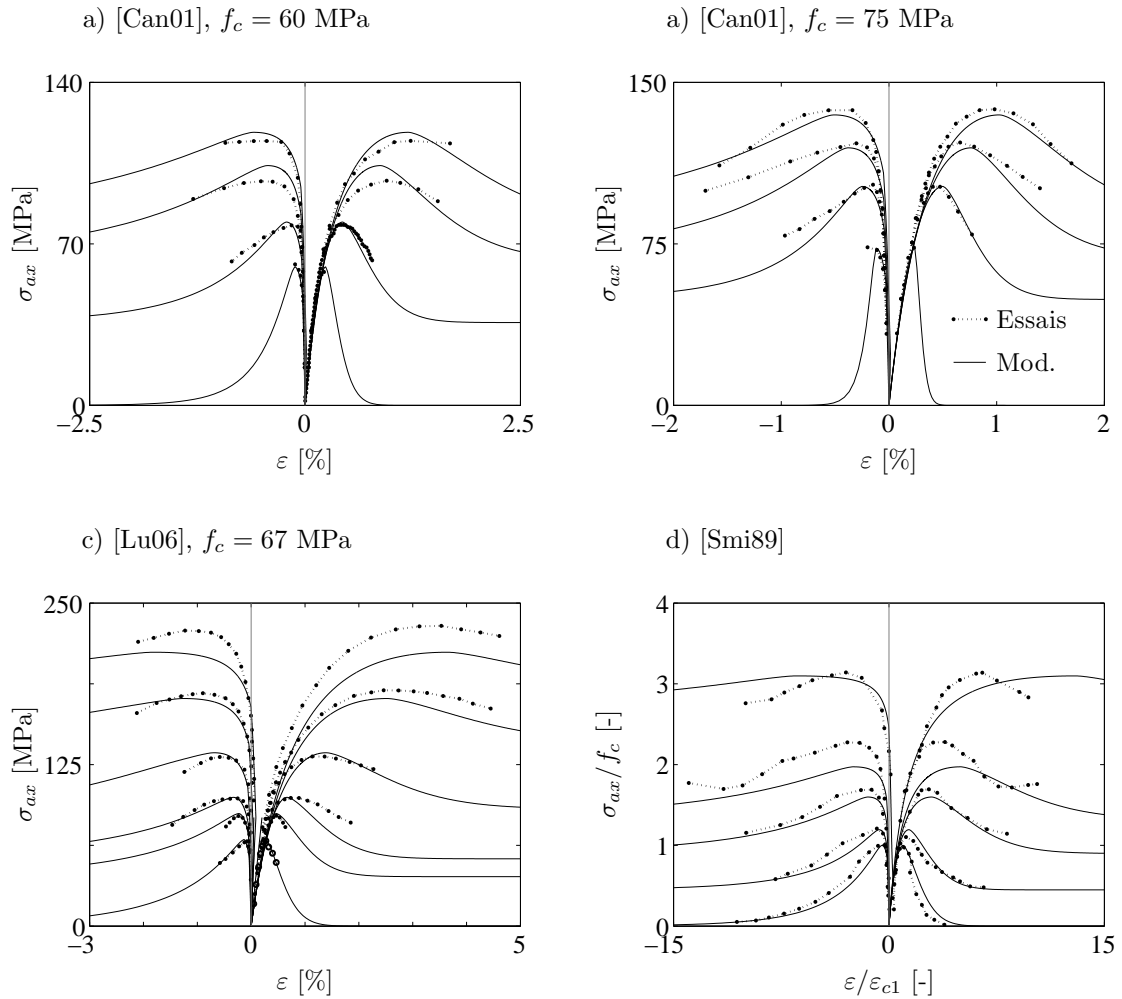 a) [Can01], f_c = 60 MPa
140
70
0
σ_ax [MPa]
−2.5 0 2.5
ε [%]
a) [Can01], f_c = 75 MPa
150
75
0
σ_ax [MPa]
Essais
Mod.
−2 −1 0 1 2
ε [%]
c) [Lu06], f_c = 67 MPa
250
125
0
σ_ax [MPa]
−3 0 5
ε [%]
d) [Smi89]
4
3
2
1
0
σ_ax/f_c [-]
−15 0 15
ε/ε_c1 [-]